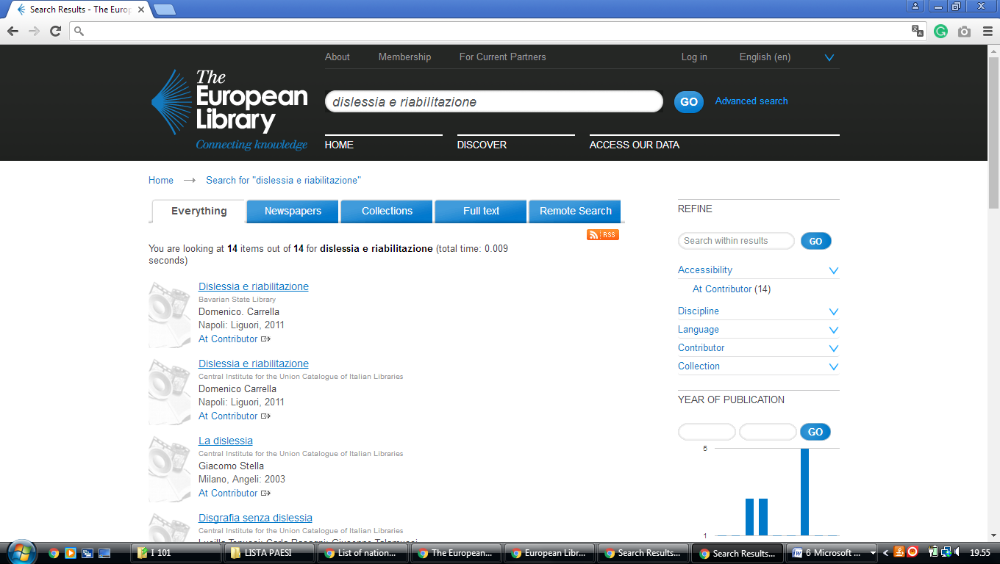 Search Results - The Europ
About Membership For Current Partners Log in English (en)
The
European
Library
Connecting knowledge
dislessia e riabilitazione
GO
Advanced search
HOME DISCOVER ACCESS OUR DATA
Home Search for "dislessia e riabilitazione"
Everything Newspapers Collections Full text Remote Search
RSS
You are looking at 14 items out of 14 for dislessia e riabilitazione (total time: 0.009
seconds)
Dislessia e riabilitazione
Bavarian State Library
Domenico. Carrella
Napoli: Liguori, 2011
At Contributor
Dislessia e riabilitazione
Central Institute for the Union Catalogue of Italian Libraries
Domenico Carrella
Napoli: Liguori, 2011
At Contributor
La dislessia
Central Institute for the Union Catalogue of Italian Libraries
Giacomo Stella
Milano, Angeli: 2003
At Contributor
Disgrafia senza dislessia
Central Institute for the Union Catalogue of Italian Libraries
REFINE
Search within results GO
Accessibility
At Contributor (14)
Discipline
Language
Contributor
Collection
YEAR OF PUBLICATION
GO
5
1
I 101 LISTA PAESI List of nation... The European... European Libr... Search Results... Search Results... 6 Microsoft ... 19.55